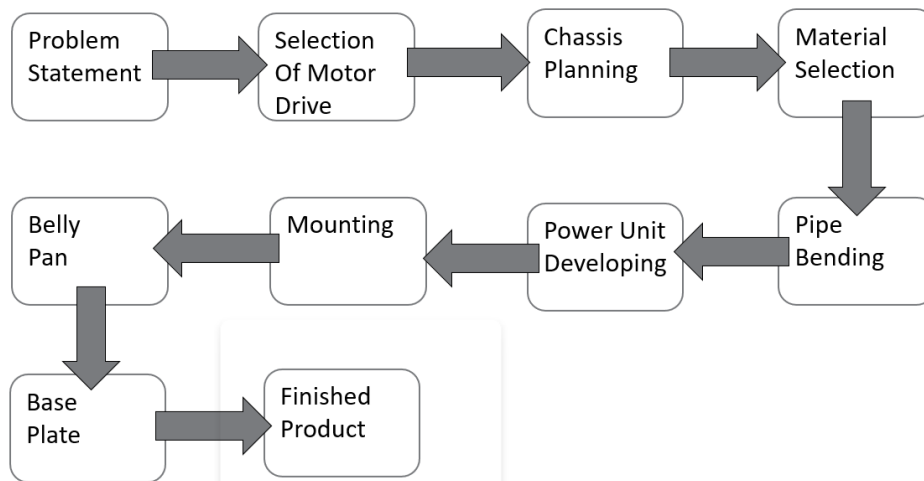 Problem
Statement
Selection
Of Motor
Drive
Chassis
Planning
Material
Selection
Pipe
Bending
Power Unit
Developing
Mounting
Belly
Pan
Base
Plate
Finished
Product